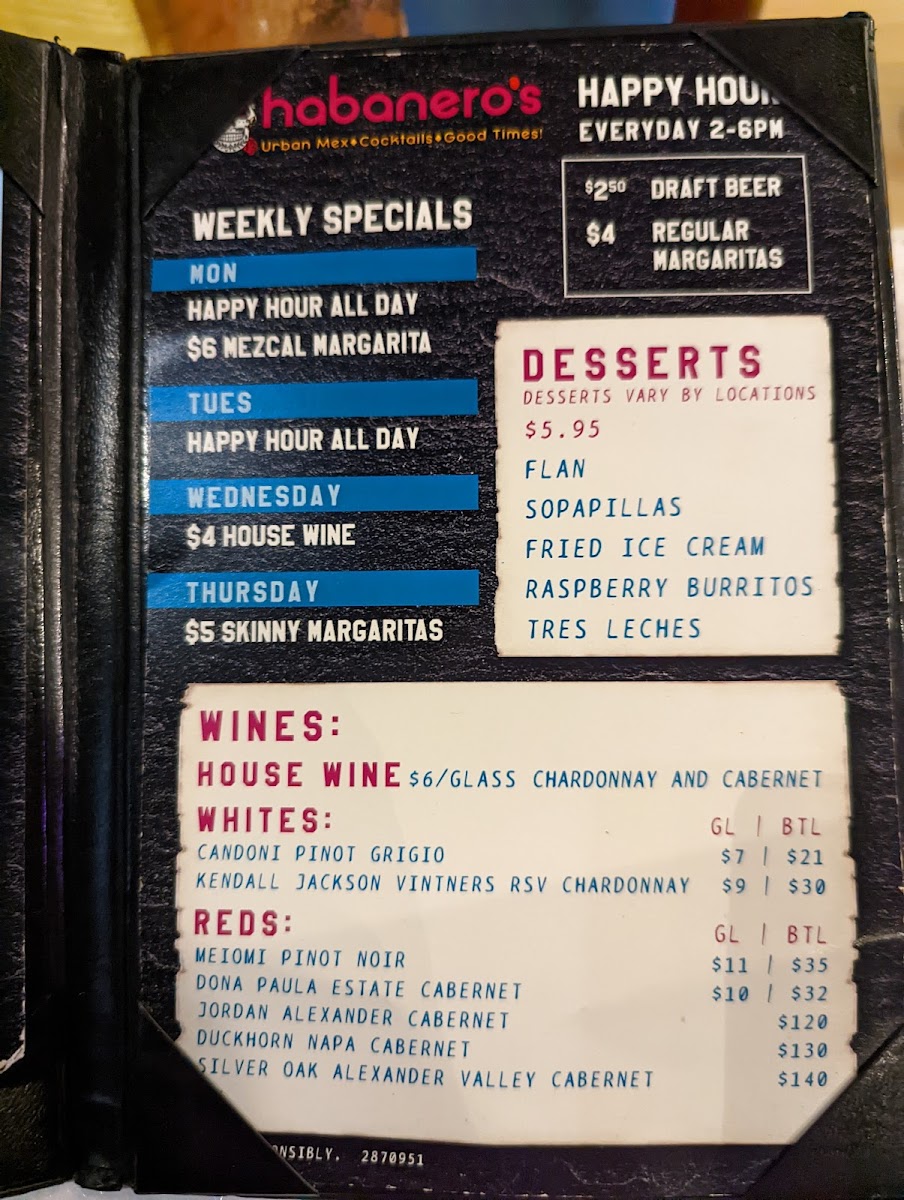 habanero's
Urban Mex♦Cocktails♦Good Times!
HAPPY HOUR
EVERYDAY 2-6PM
$2⁵⁰ DRAFT BEER
$4 REGULAR
MARGARITAS
WEEKLY SPECIALS
MON
HAPPY HOUR ALL DAY
$6 MEZCAL MARGARITA
TUES
HAPPY HOUR ALL DAY
WEDNESDAY
$4 HOUSE WINE
THURSDAY
$5 SKINNY MARGARITAS
DESSERTS
DESSERTS VARY BY LOCATIONS
$5.95
FLAN
SOPAPILLAS
FRIED ICE CREAM
RASPBERRY BURRITOS
TRES LECHES
WINES:
HOUSE WINE $6/GLASS CHARDONNAY AND CABERNET
WHITES: GL | BTL
CANDONI PINOT GRIGIO $7 | $21
KENDALL JACKSON VINTNERS RSV CHARDONNAY $9 | $30
REDS: GL | BTL
MEIOMI PINOT NOIR $11 | $35
DONA PAULA ESTATE CABERNET $10 | $32
JORDAN ALEXANDER CABERNET $120
DUCKHORN NAPA CABERNET $130
SILVER OAK ALEXANDER VALLEY CABERNET $140
NSIBLY. 2870951